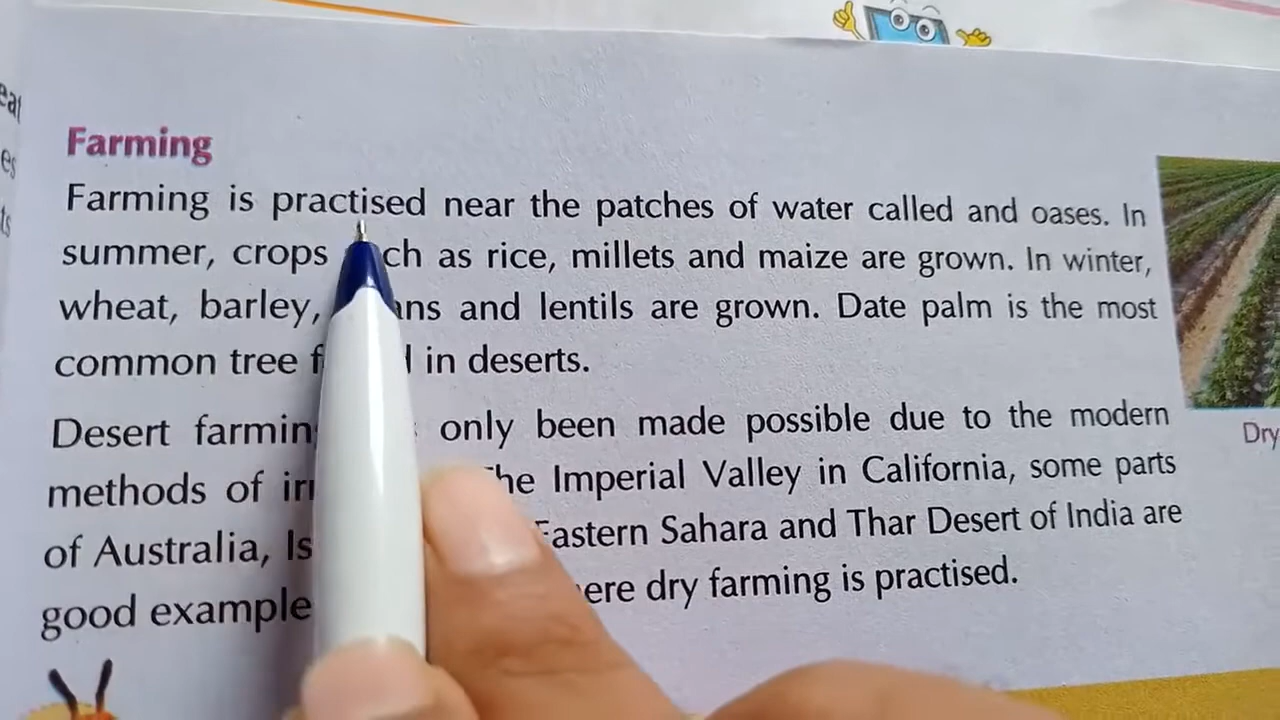 eat
es
ts
Farming
Farming is practised near the patches of water called and oases. In
summer, crops ch as rice, millets and maize are grown. In winter,
wheat, barley, ns and lentils are grown. Date palm is the most
common tree in deserts.
Desert farmin only been made possible due to the modern
methods of The Imperial Valley in California, some parts
of Australia, Eastern Sahara and Thar Desert of India are
good example ere dry farming is practised.
Dry